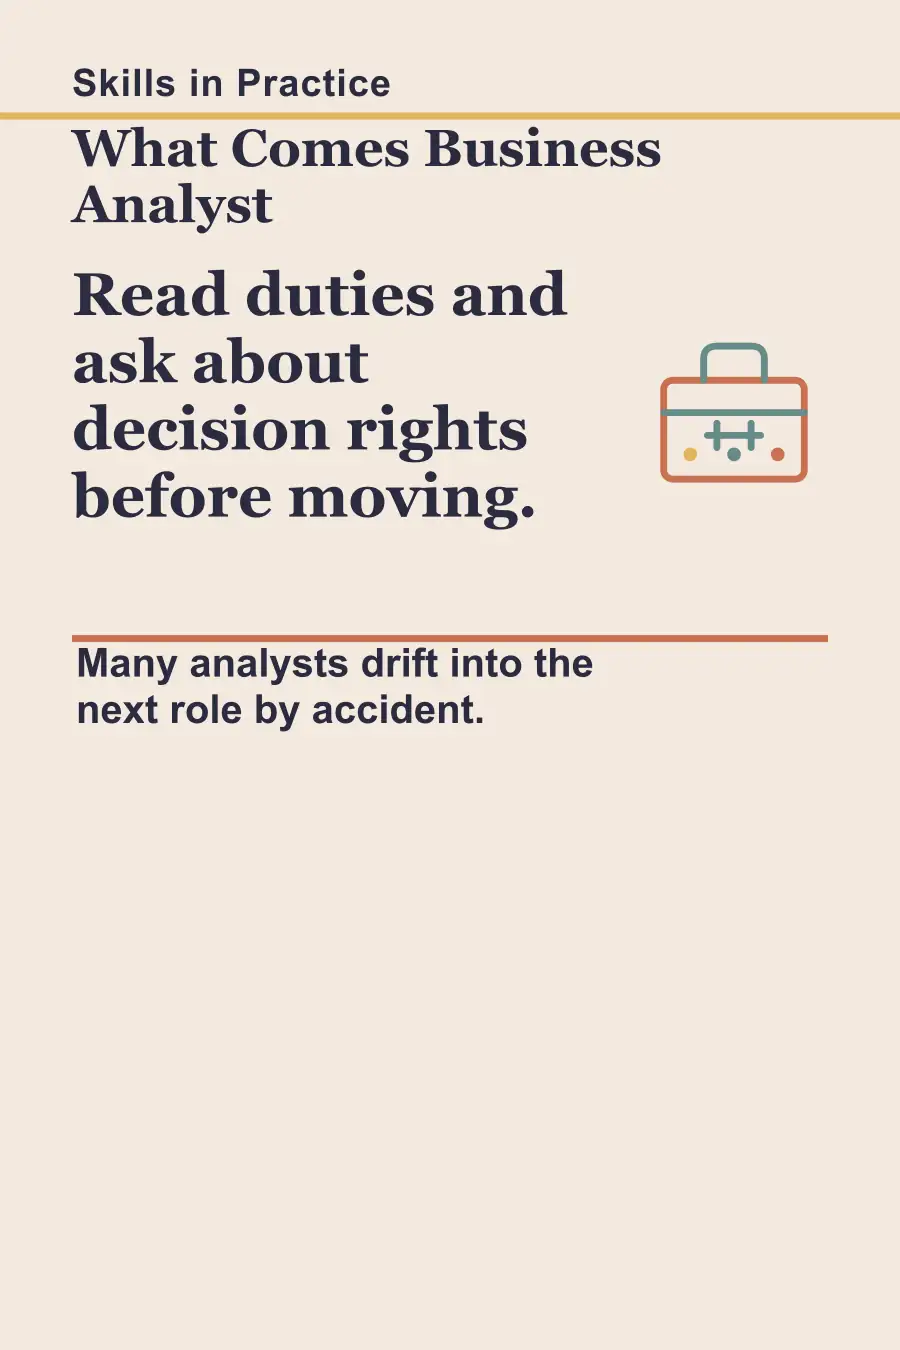 Skills in Practice
What Comes Business
Analyst
Read duties and
ask about
decision rights
before moving.
Many analysts drift into the
next role by accident.